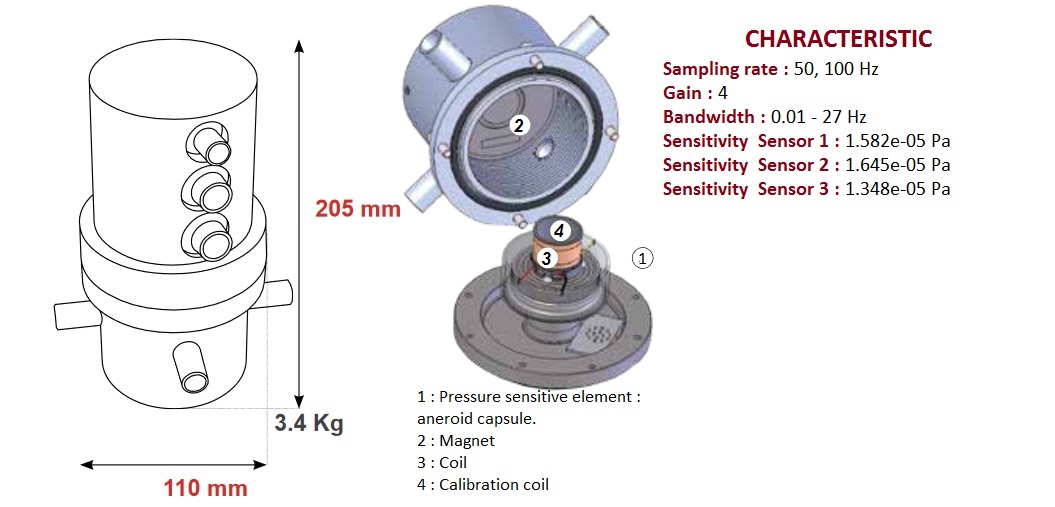 205 mm
3.4 Kg
110 mm
2
4
3
1
1 : Pressure sensitive element :
aneroid capsule.
2 : Magnet
3 : Coil
4 : Calibration coil
CHARACTERISTIC
Sampling rate : 50, 100 Hz
Gain : 4
Bandwidth : 0.01 - 27 Hz
Sensitivity  Sensor 1 : 1.582e-05 Pa
Sensitivity  Sensor 2 : 1.645e-05 Pa
Sensitivity  Sensor 3 : 1.348e-05 Pa